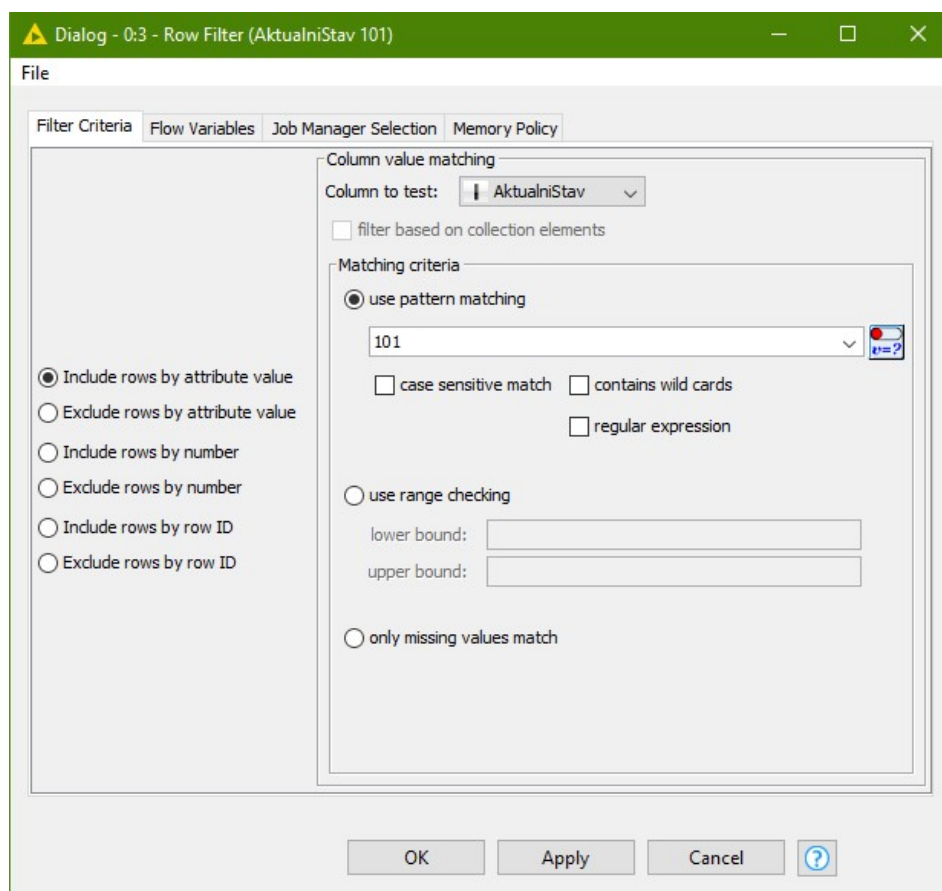 Dialog - 0:3 - Row Filter (AktualniStav 101)
File
Filter Criteria
Flow Variables
Job Manager Selection
Memory Policy
Include rows by attribute value
Exclude rows by attribute value
Include rows by number
Exclude rows by number
Include rows by row ID
Exclude rows by row ID
Column value matching
Column to test:
AktualniStav
filter based on collection elements
Matching criteria
use pattern matching
101
v=?
case sensitive match
contains wild cards
regular expression
use range checking
lower bound:
upper bound:
only missing values match
OK
Apply
Cancel
?